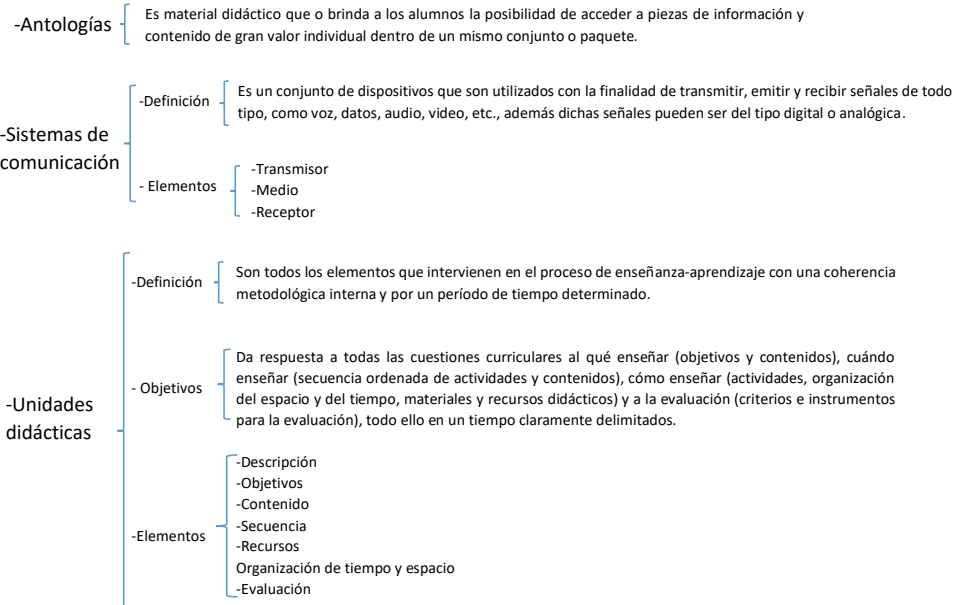 -Antologías
Es material didáctico que o brinda a los alumnos la posibilidad de acceder a piezas de información y
contenido de gran valor individual dentro de un mismo conjunto o paquete.
-Sistemas de
comunicación
-Definición
Es un conjunto de dispositivos que son utilizados con la finalidad de transmitir, emitir y recibir señales de todo
tipo, como voz, datos, audio, video, etc., además dichas señales pueden ser del tipo digital o analógica.
- Elementos
-Transmisor
-Medio
-Receptor
-Unidades
didácticas
-Definición
Son todos los elementos que intervienen en el proceso de enseñanza-aprendizaje con una coherencia
metodológica interna y por un período de tiempo determinado.
- Objetivos
Da respuesta a todas las cuestiones curriculares al qué enseñar (objetivos y contenidos), cuándo
enseñar (secuencia ordenada de actividades y contenidos), cómo enseñar (actividades, organización
del espacio y del tiempo, materiales y recursos didácticos) y a la evaluación (criterios e instrumentos
para la evaluación), todo ello en un tiempo claramente delimitados.
-Elementos
-Descripción
-Objetivos
-Contenido
-Secuencia
-Recursos
Organización de tiempo y espacio
-Evaluación